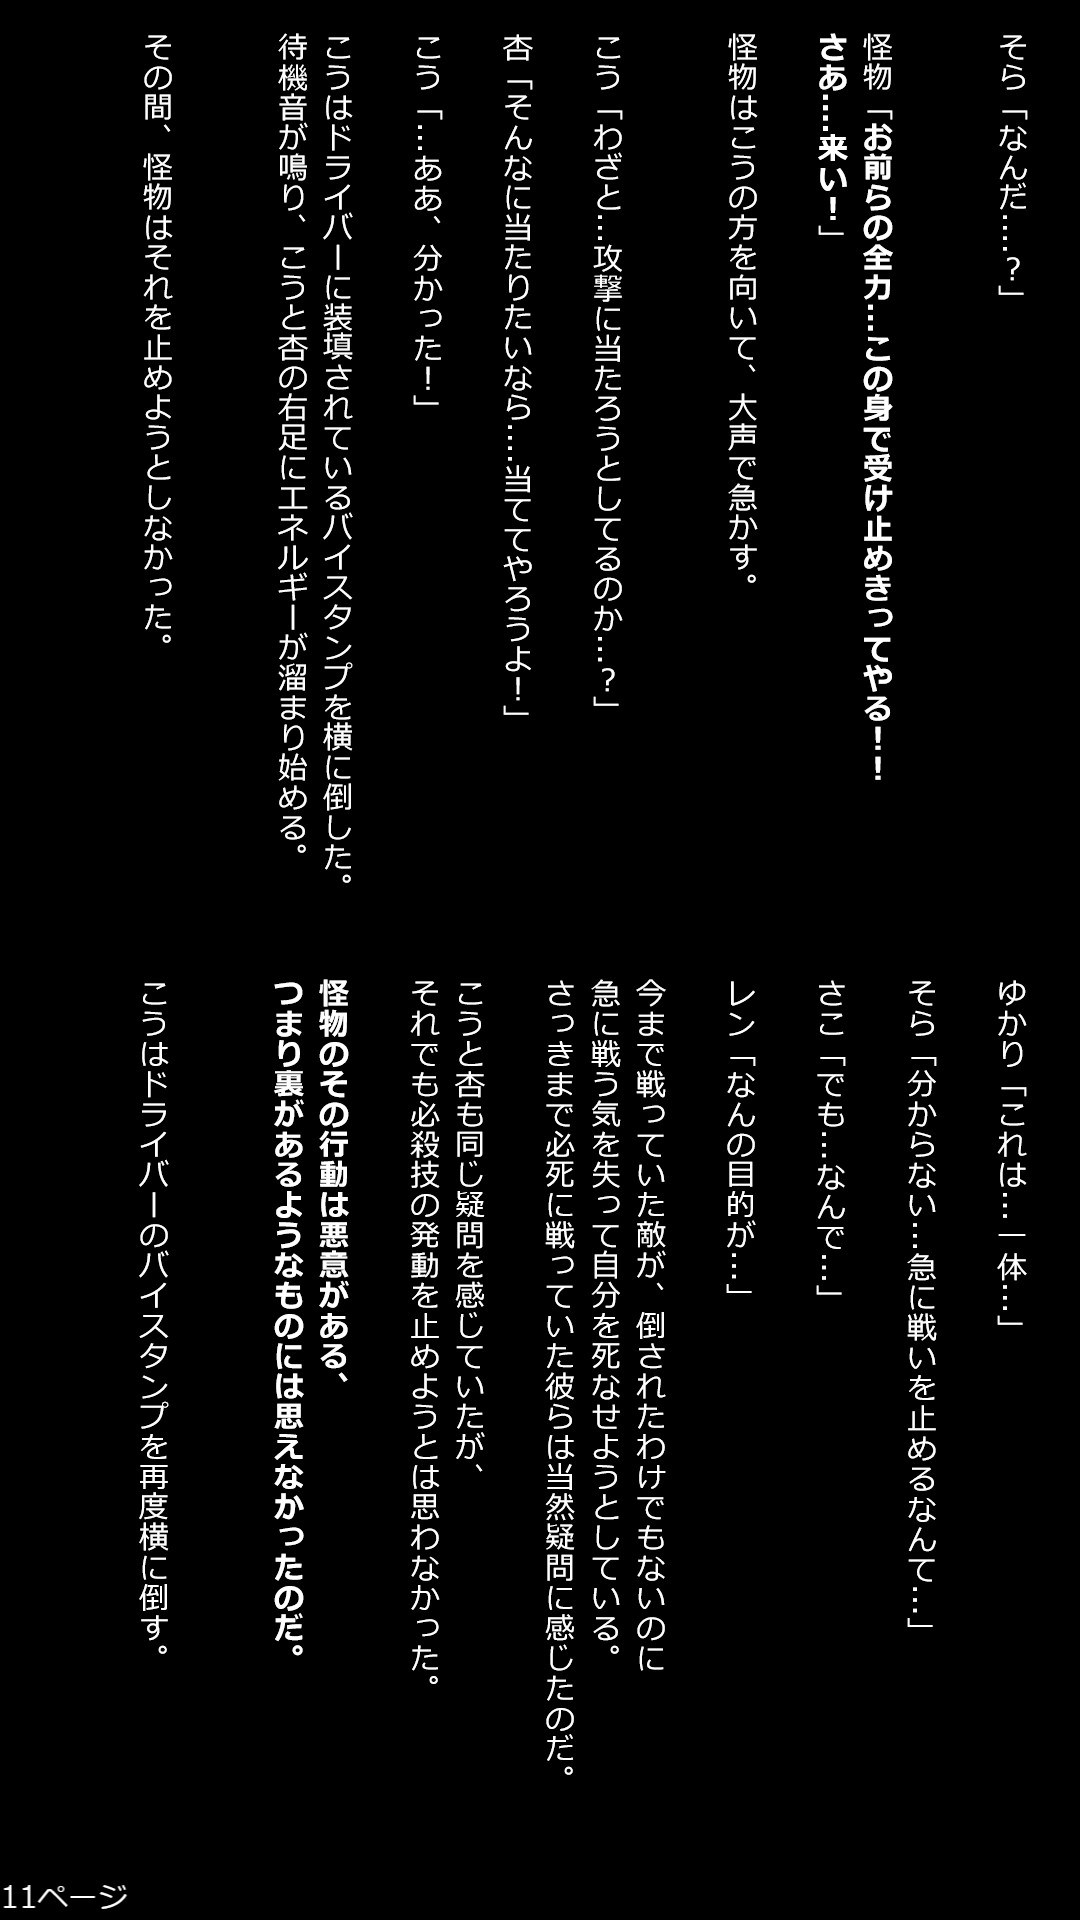 そら「なんだ……?」
怪物「お前らの全力…この身で受け止めきってやる！！
さあ……来い！」
怪物はこうの方を向いて、大声で急かす。
こう「わざと…攻撃に当たろうとしてるのか…?」
杏「そんなに当たりたいなら……当ててやろうよ！」
こう「…ああ、分かった！」
こうはドライバーに装填されているバイスタンプを横に倒した。
待機音が鳴り、こうと杏の右足にエネルギーが溜まり始める。
その間、怪物はそれを止めようとしなかった。
ゆかり「これは…一体…」
そら「分からない…急に戦いを止めるなんて…」
さこ「でも…なんで…」
レン「なんの目的が…」
今まで戦っていた敵が、倒されたわけでもないのに
急に戦う気を失って自分を死なせようとしている。
さっきまで必死に戦っていた彼らは当然疑問に感じたのだ。
こうと杏も同じ疑問を感じていたが、
それでも必殺技の発動を止めようとは思わなかった。
怪物のその行動は悪意がある、
つまり裏があるようなものには思えなかったのだ。
こうはドライバーのバイスタンプを再度横に倒す。
11ページ